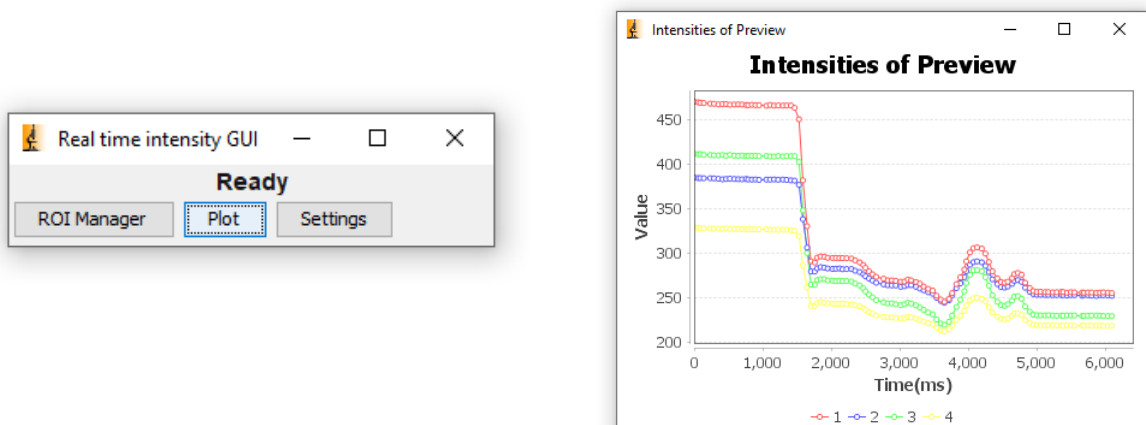 Real time intensity GUI
Ready
ROI Manager Plot Settings
Intensities of Preview
Intensities of Preview
Value
450
400
350
300
250
200
0 1,000 2,000 3,000 4,000 5,000 6,000
Time(ms)
1 2 3 4